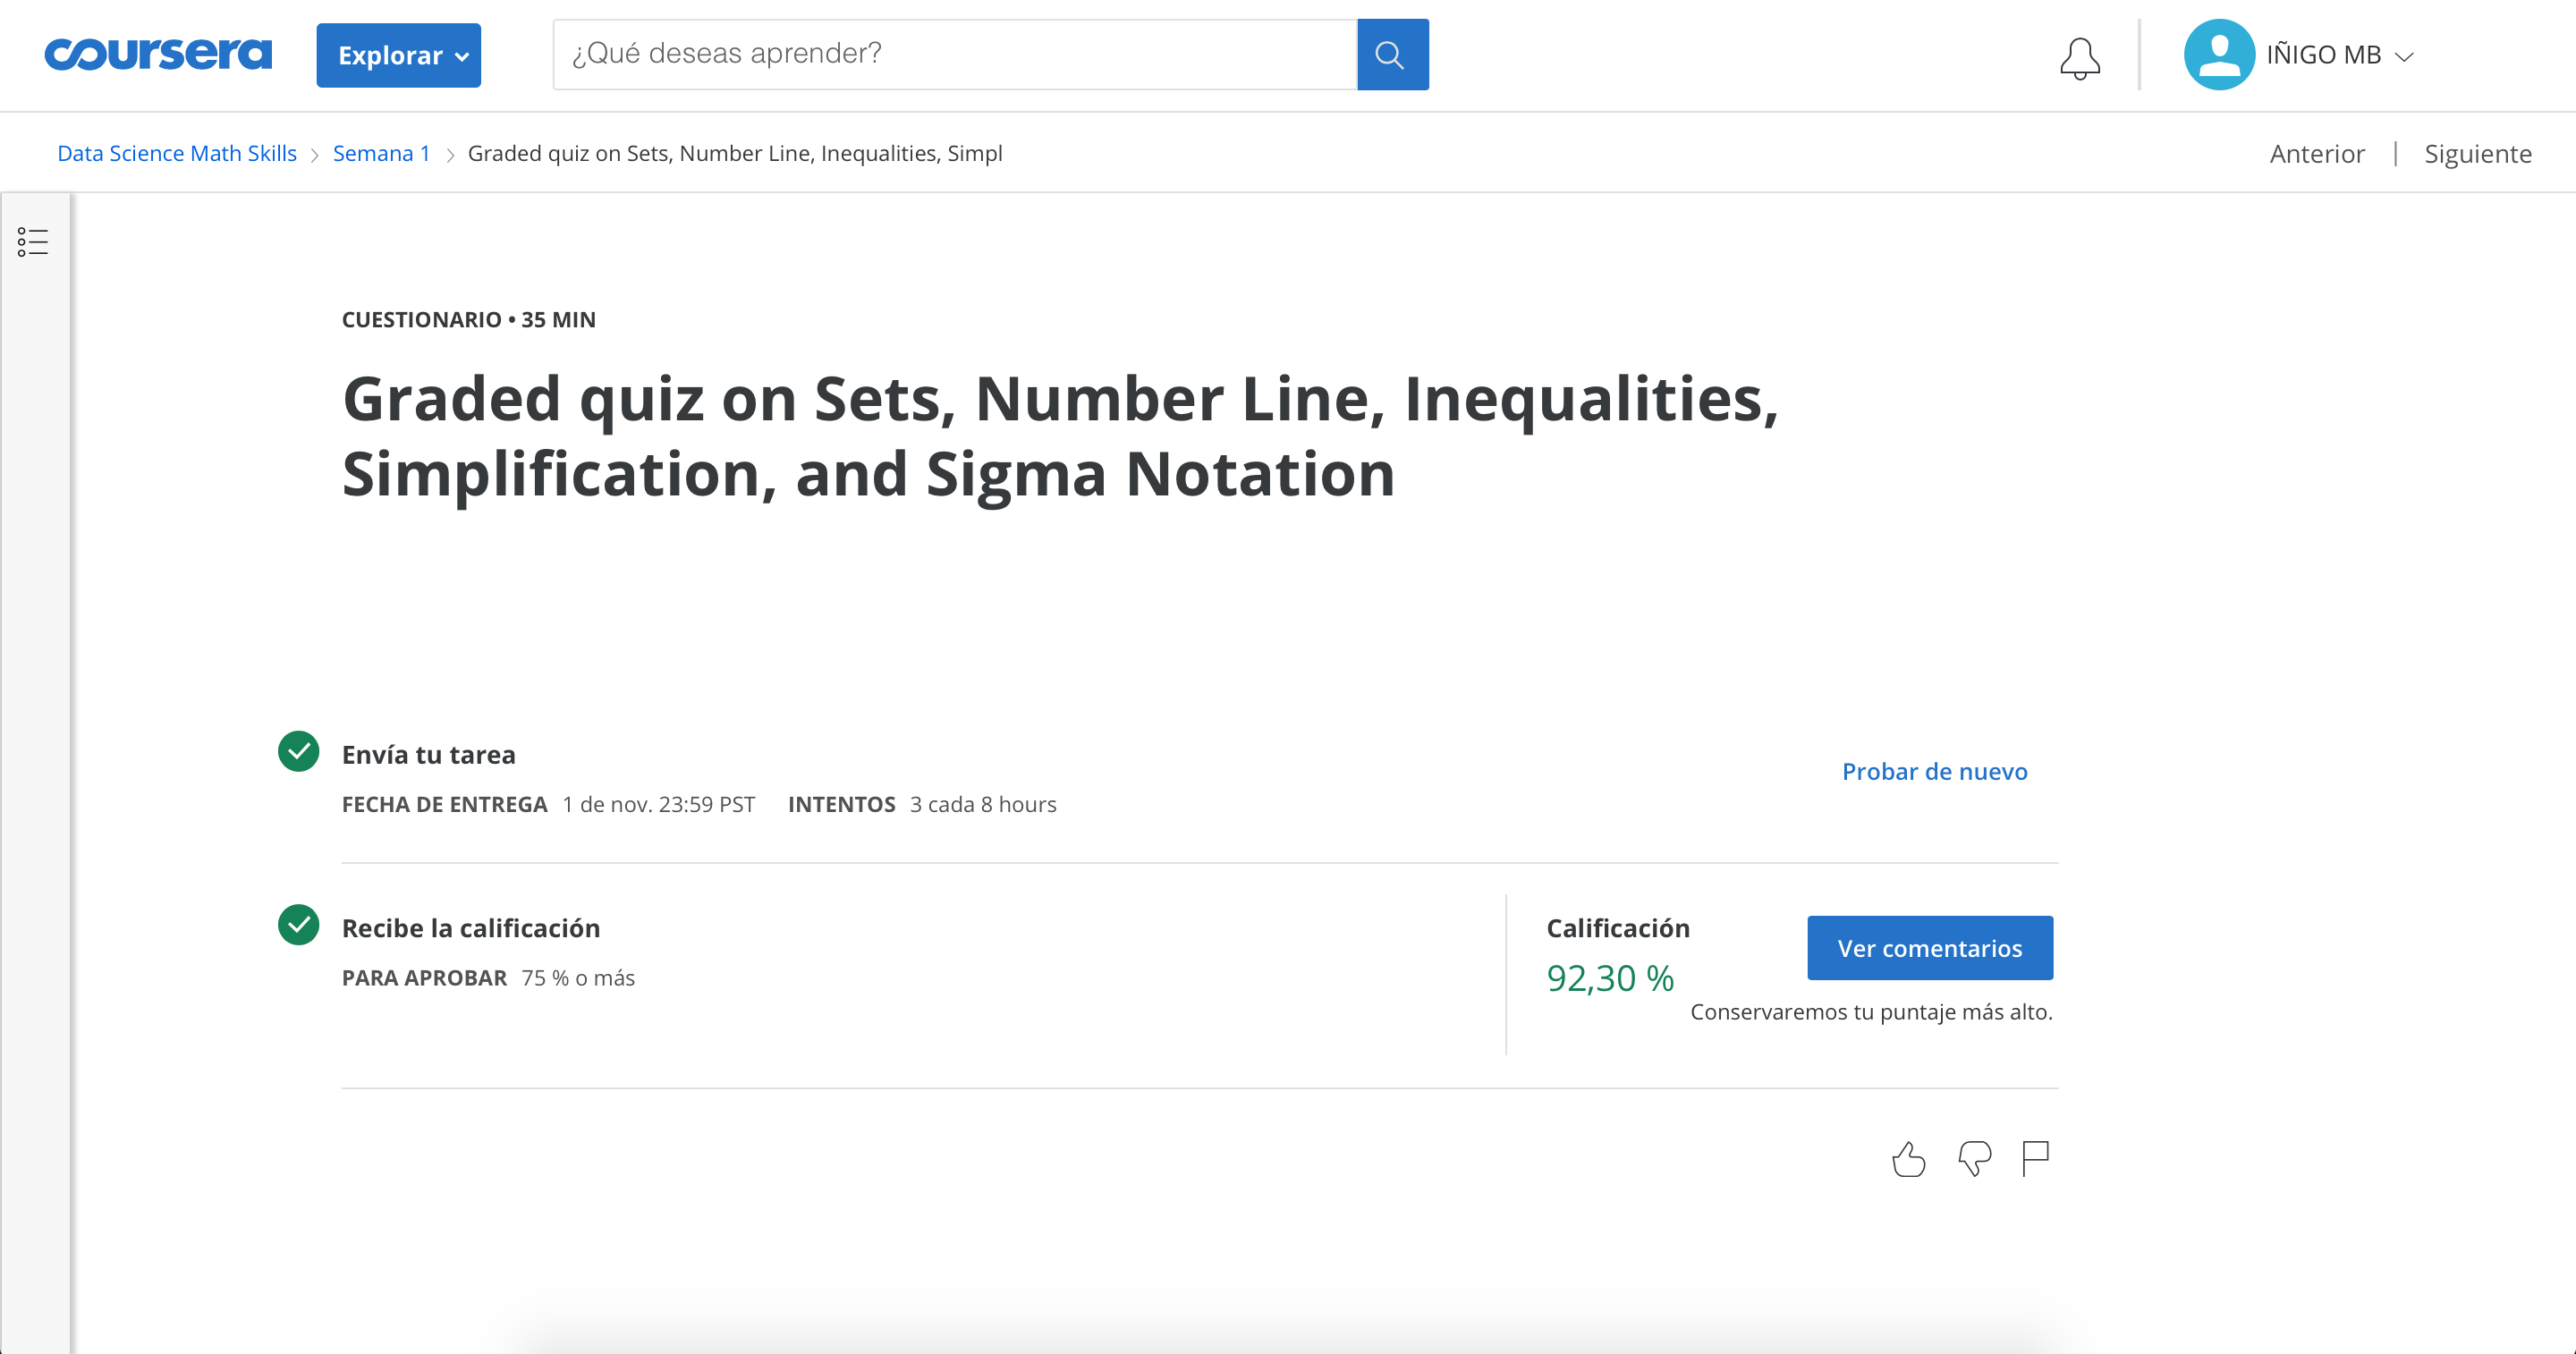 coursera
Explorar
¿Qué deseas aprender?
IÑIGO MB
Data Science Math Skills > Semana 1 > Graded quiz on Sets, Number Line, Inequalities, Simpl
Anterior | Siguiente
CUESTIONARIO • 35 MIN
Graded quiz on Sets, Number Line, Inequalities,
Simplification, and Sigma Notation
Envía tu tarea
Probar de nuevo
FECHA DE ENTREGA 1 de nov. 23:59 PST INTENTOS 3 cada 8 hours
Recibe la calificación
PARA APROBAR 75 % o más
Calificación
92,30 %
Ver comentarios
Conservaremos tu puntaje más alto.